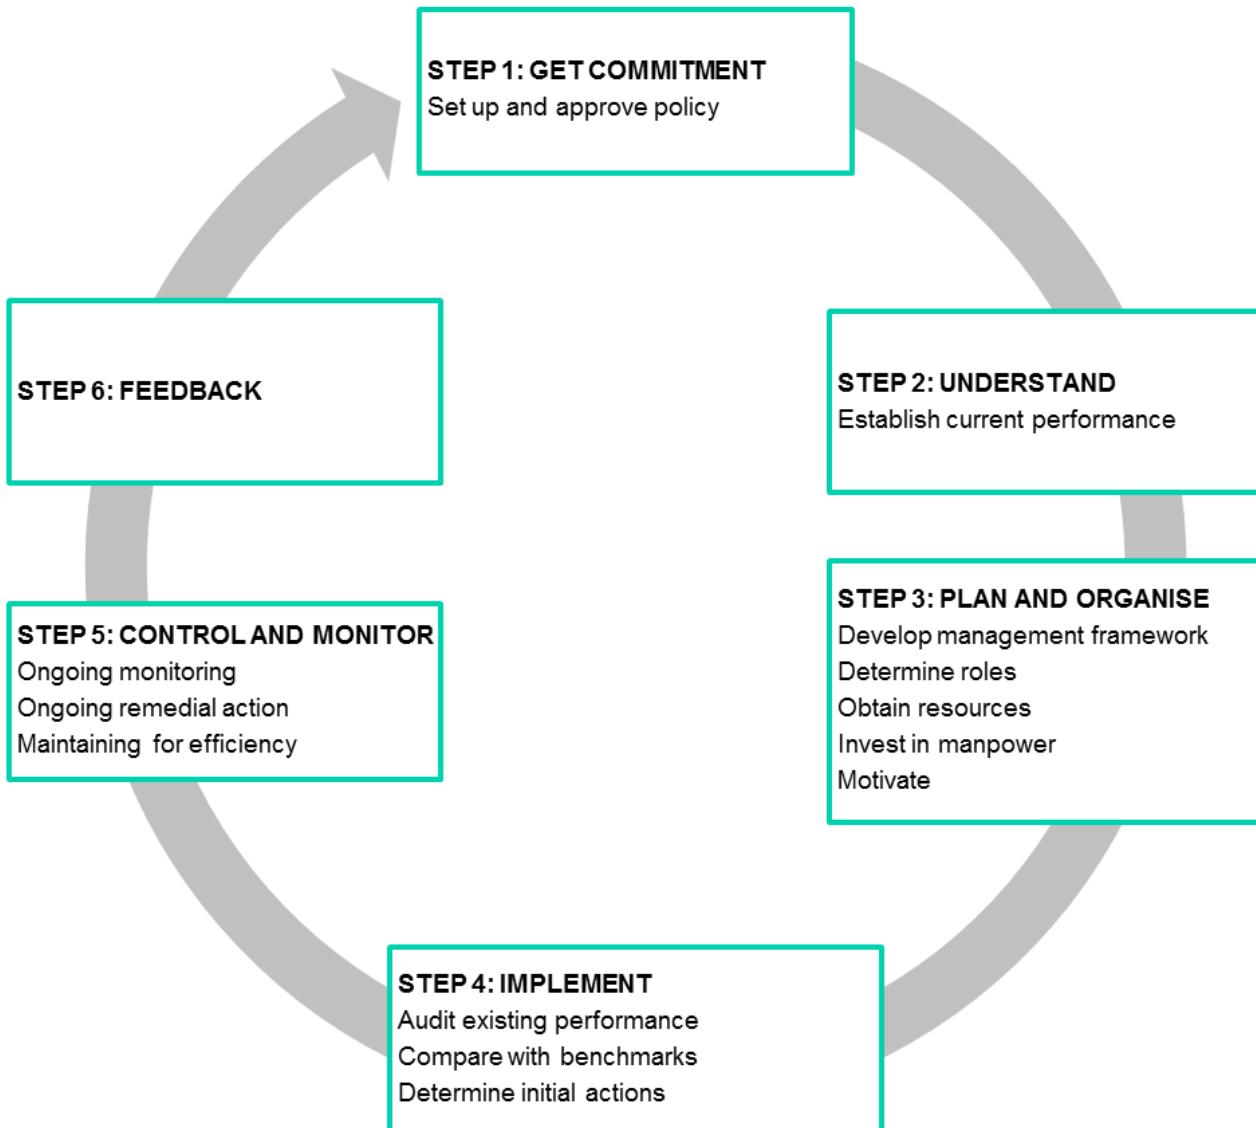 STEP 1: GET COMMITMENT
Set up and approve policy
STEP 2: UNDERSTAND
Establish current performance
STEP 3: PLAN AND ORGANISE
Develop management framework
Determine roles
Obtain resources
Invest in manpower
Motivate
STEP 4: IMPLEMENT
Audit existing performance
Compare with benchmarks
Determine initial actions
STEP 5: CONTROL AND MONITOR
Ongoing monitoring
Ongoing remedial action
Maintaining for efficiency
STEP 6: FEEDBACK